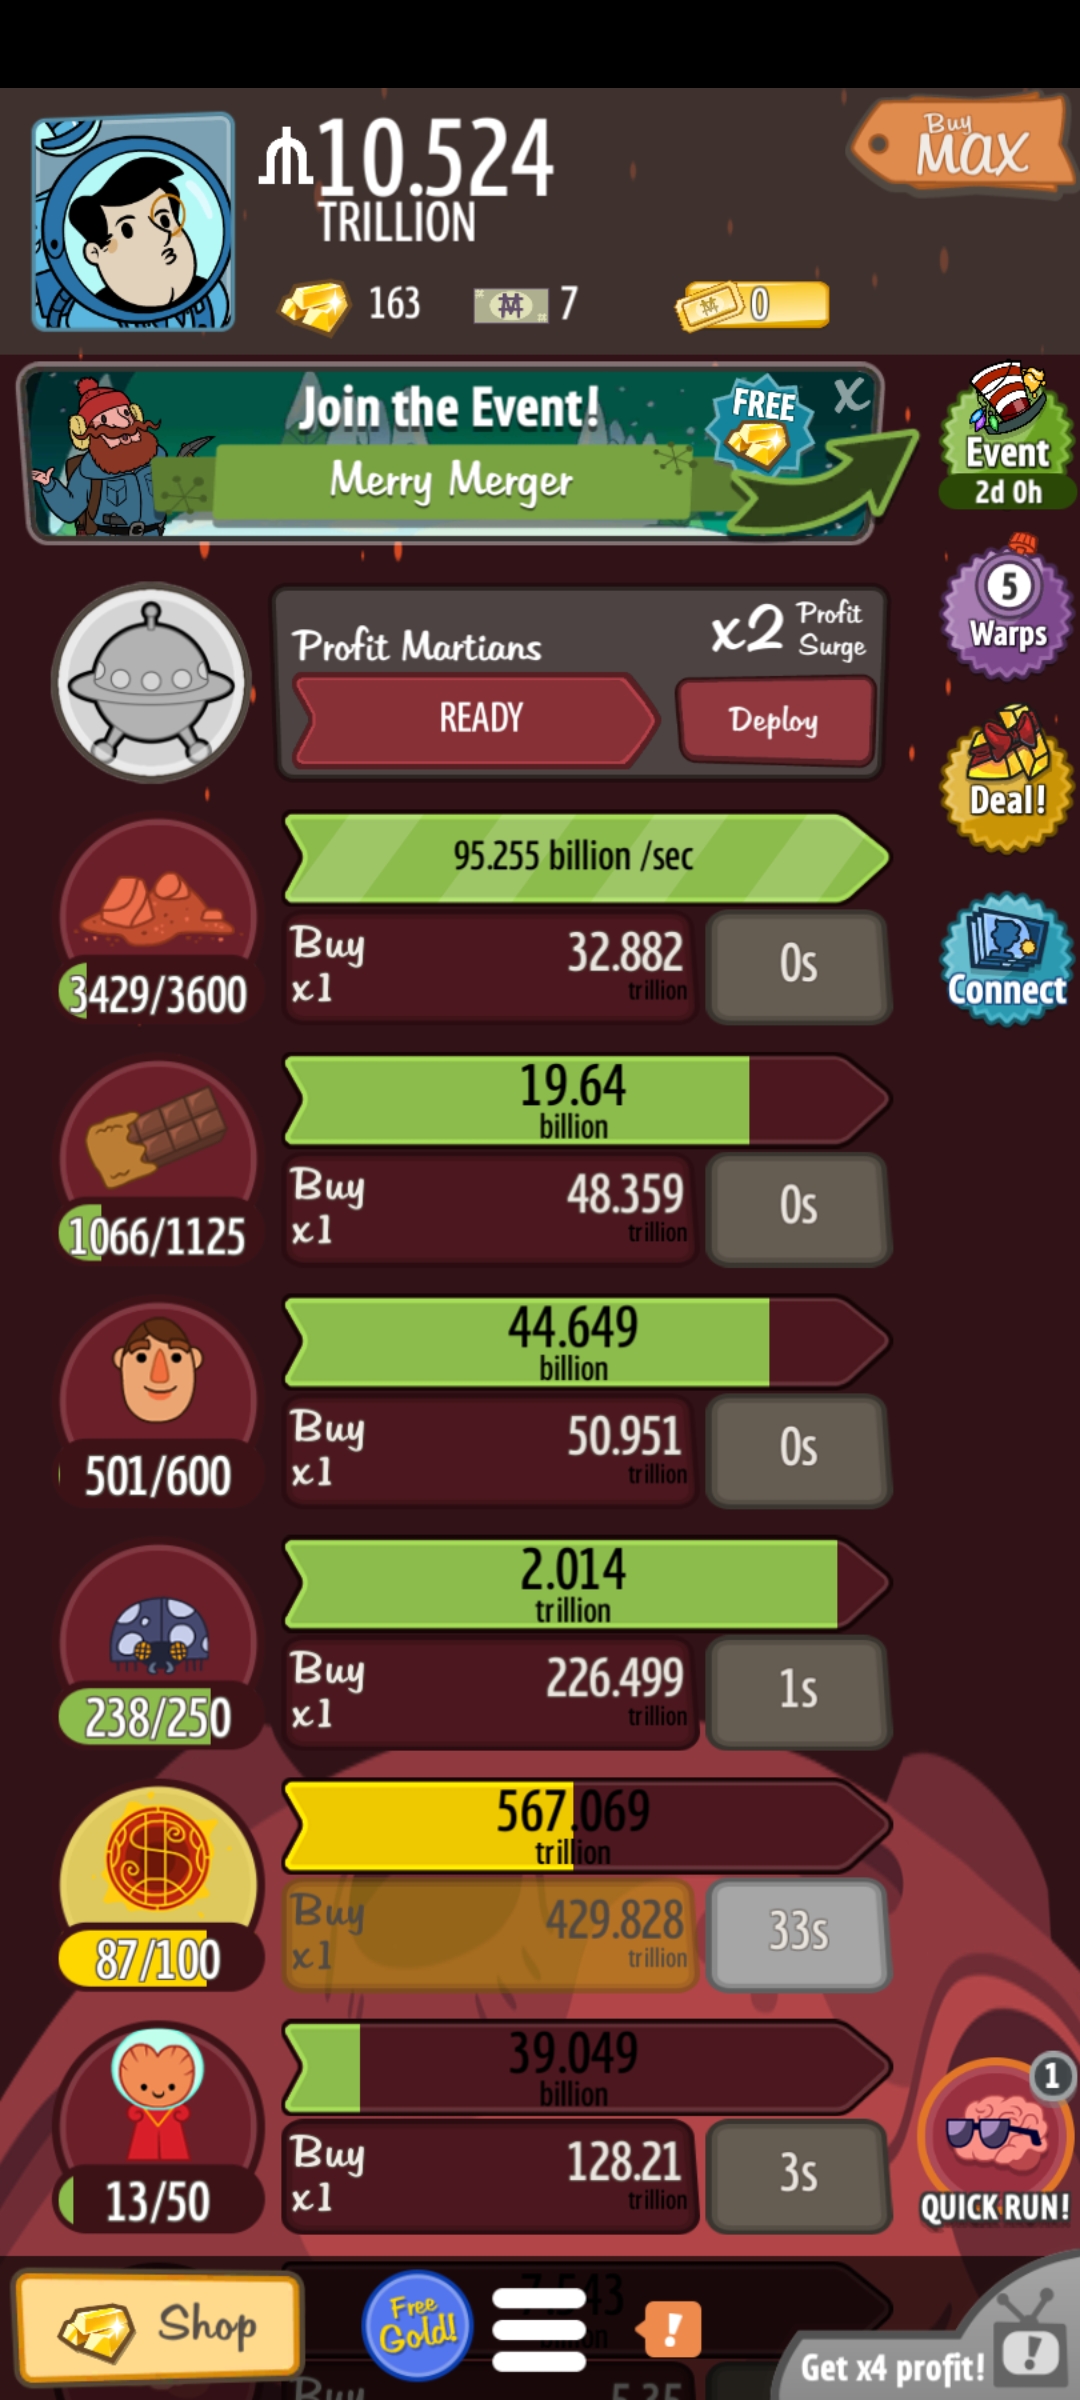 10.524
TRILLION
Buy
MAX
163
7
0
Join the Event!
Merry Merger
FREE
X
Event
2d 0h
Profit Martians
x2 Profit Surge
READY
Deploy
5
Warps
Deal!
Connect
95.255 billion /sec
Buy x1
32.882
trillion
0s
3429/3600
19.64
billion
Buy x1
48.359
trillion
0s
1066/1125
44.649
billion
Buy x1
50.951
trillion
0s
501/600
2.014
trillion
Buy x1
226.499
trillion
1s
238/250
567.069
trillion
Buy x1
429.828
trillion
33s
87/100
39.049
billion
Buy x1
128.21
trillion
3s
13/50
1
QUICK RUN!
Shop
Free
Gold!
!
Get x4 profit!
!
Buy
5.35